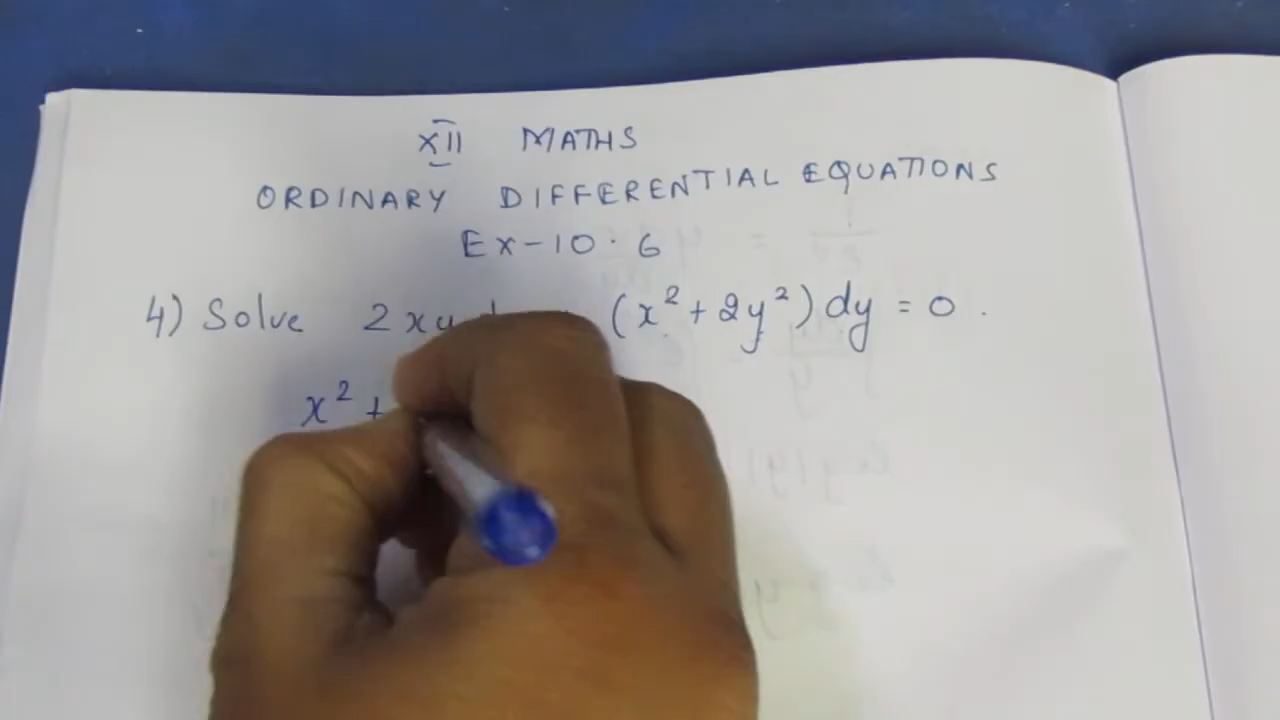 XII MATHS
ORDINARY DIFFERENTIAL EQUATIONS
Ex-10.6
4) Solve 2xy (x²+2y²)dy = 0.
x² +